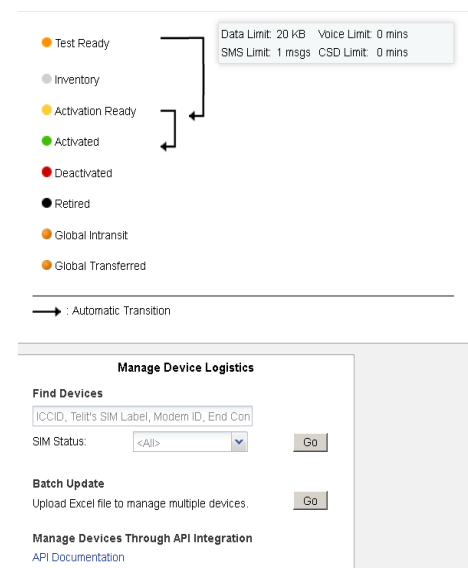 Data Limit: 20 KB Voice Limit: 0 mins
SMS Limit: 1 msgs CSD Limit: 0 mins
Test Ready
Inventory
Activation Ready
Activated
Deactivated
Retired
Global Intransit
Global Transferred
: Automatic Transition
Manage Device Logistics
Find Devices
ICCID, Telit's SIM Label, Modem ID, End Con
SIM Status: <All> Go
Batch Update
Upload Excel file to manage multiple devices. Go
Manage Devices Through API Integration
API Documentation